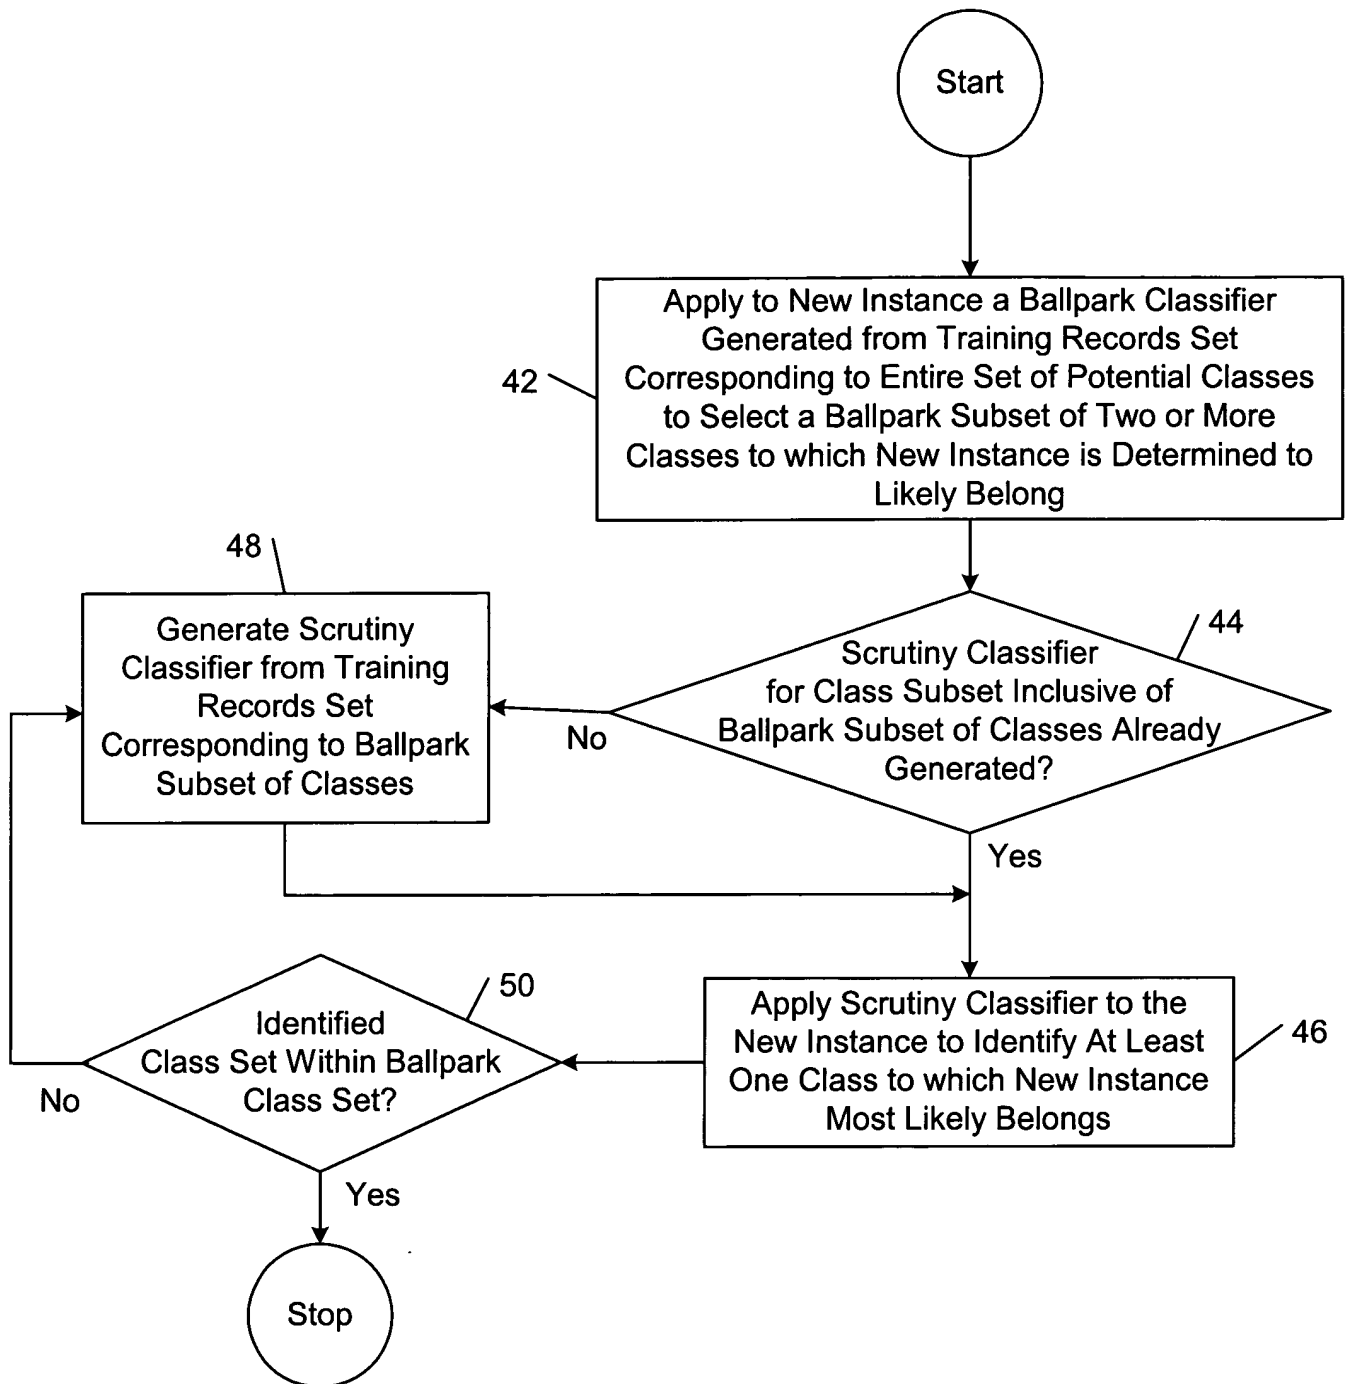 Start
Apply to New Instance a Ballpark Classifier
Generated from Training Records Set
Corresponding to Entire Set of Potential Classes
to Select a Ballpark Subset of Two or More
Classes to which New Instance is Determined to
Likely Belong
42
48
Generate Scrutiny
Classifier from Training
Records Set
Corresponding to Ballpark
Subset of Classes
44
Scrutiny Classifier
for Class Subset Inclusive of
Ballpark Subset of Classes Already
Generated?
No
Yes
50
Identified
Class Set Within Ballpark
Class Set?
No
Yes
Apply Scrutiny Classifier to the
New Instance to Identify At Least
One Class to which New Instance
Most Likely Belongs
46
Stop